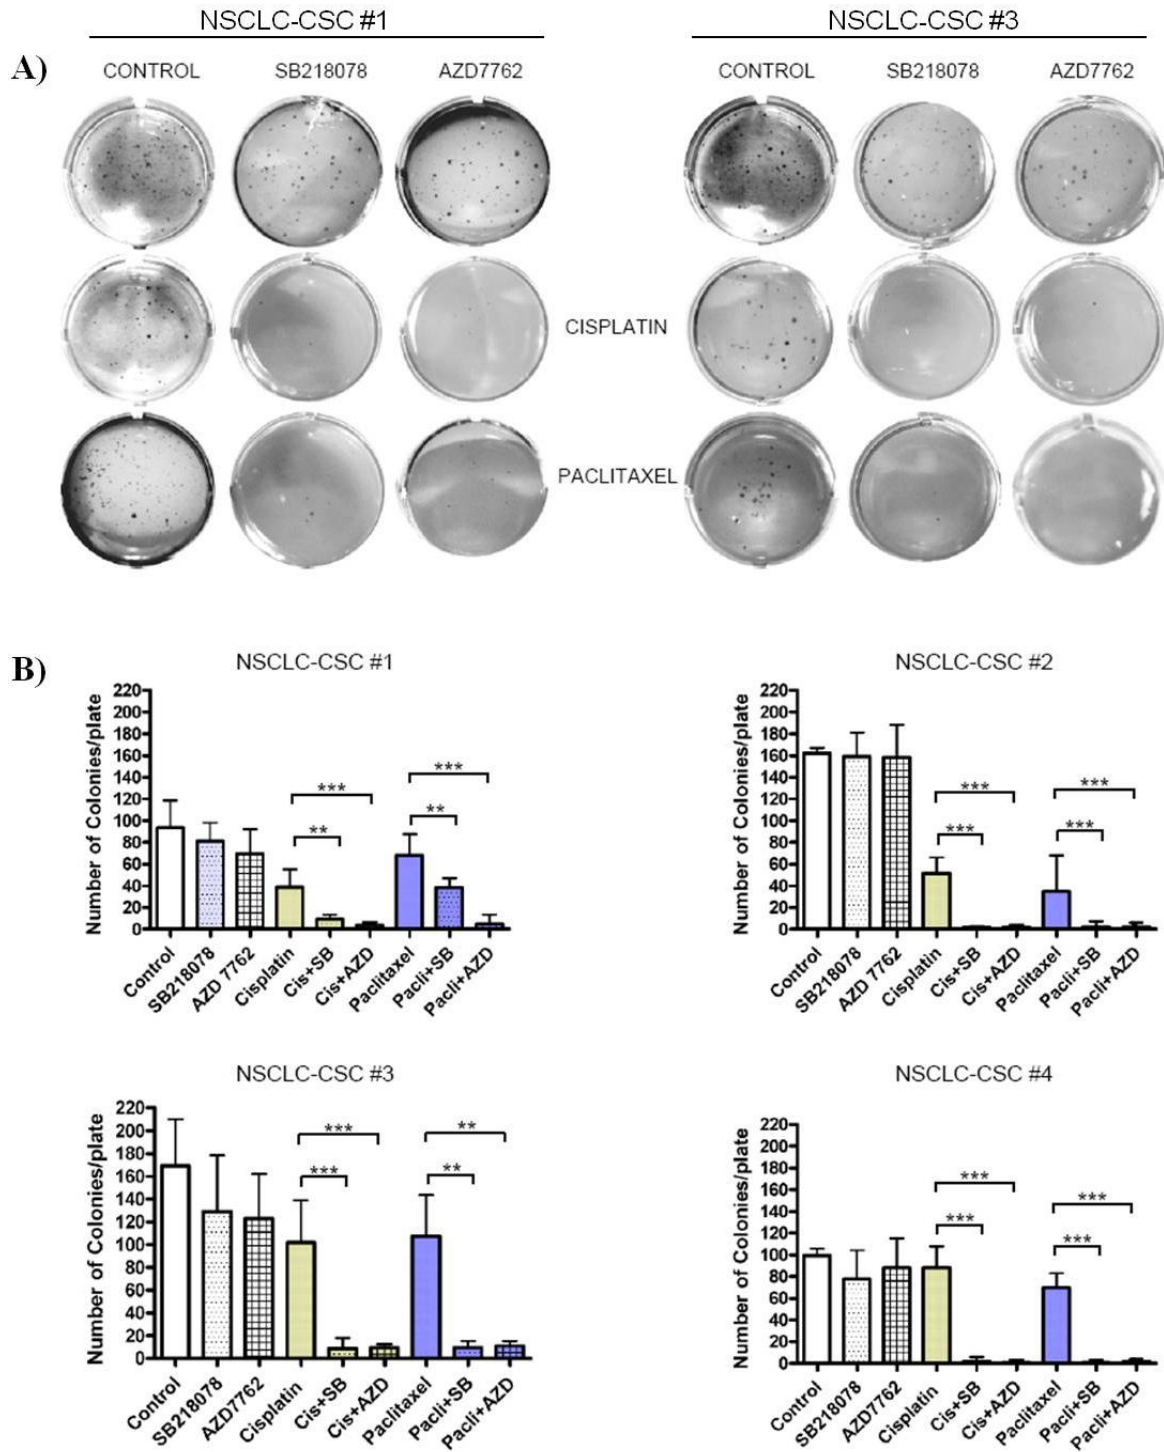 NSCLC-CSC #1
NSCLC-CSC #3
A)
CONTROL SB218078 AZD7762
CONTROL SB218078 AZD7762
CISPLATIN
PACLITAXEL
B)
NSCLC-CSC #1
Number of Colonies/plate
220
200
180
160
140
120
100
80
60
40
20
0
***
**
***
**
Control
SB218078
AZD 7762
Cisplatin
Cis+SB
Cis+AZD
Paclitaxel
Pacli+SB
Pacli+AZD
NSCLC-CSC #2
Number of Colonies/plate
220
200
180
160
140
120
100
80
60
40
20
0
***
***
***
***
Control
SB218078
AZD 7762
Cisplatin
Cis+SB
Cis+AZD
Paclitaxel
Pacli+SB
Pacli+AZD
NSCLC-CSC #3
Number of Colonies/plate
220
200
180
160
140
120
100
80
60
40
20
0
***
***
**
**
Control
SB218078
AZD7762
Cisplatin
Cis+SB
Cis+AZD
Paclitaxel
Pacli+SB
Pacli+AZD
NSCLC-CSC #4
Number of Colonies/plate
220
200
180
160
140
120
100
80
60
40
20
0
***
***
***
***
Control
SB218078
AZD7762
Cisplatin
Cis+SB
Cis+AZD
Paclitaxel
Pacli+SB
Pacli+AZD